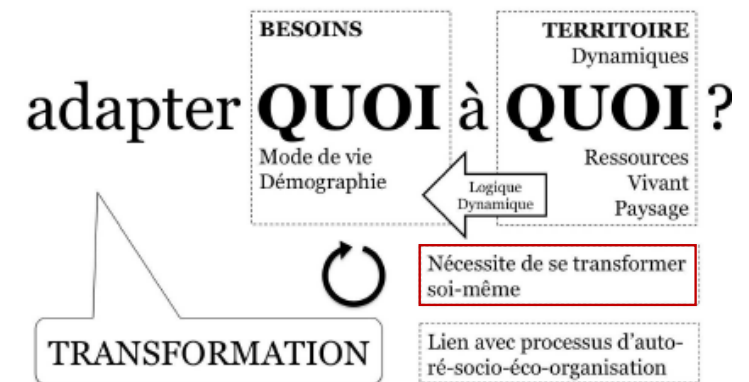 BESOINS
TERRITOIRE
Dynamiques
adapter QUOI à QUOI ?
Mode de vie
Démographie
Ressources
Vivant
Paysage
Logique
Dynamique
Nécessite de se transformer
soi-même
TRANSFORMATION
Lien avec processus d'auto-
ré-socio-éco-organisation